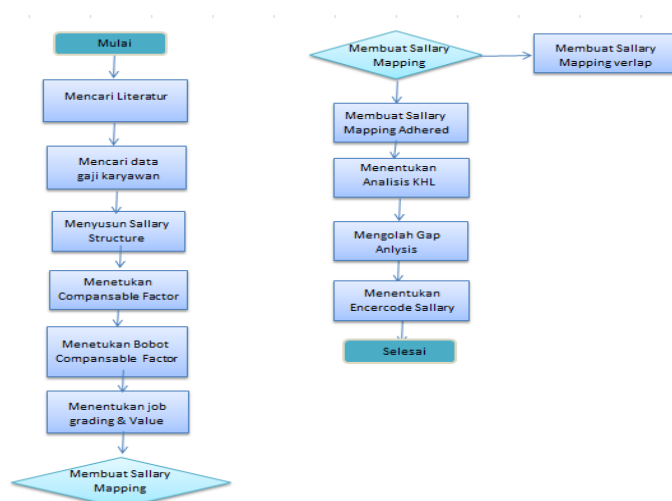 Mulai
Mencari Literatur
Mencari data
gaji karyawan
Menyusun Sallary
Structure
Menetukan
Compansable Factor
Menetukan Bobot
Compansable Factor
Menentukan job
grading & Value
Membuat Sallary
Mapping
Membuat Sallary
Mapping
Membuat Sallary
Mapping verlap
Membuat Sallary
Mapping Adhered
Menentukan
Analisis KHL
Mengolah Gap
Anlysis
Menentukan
Encercode Sallary
Selesai